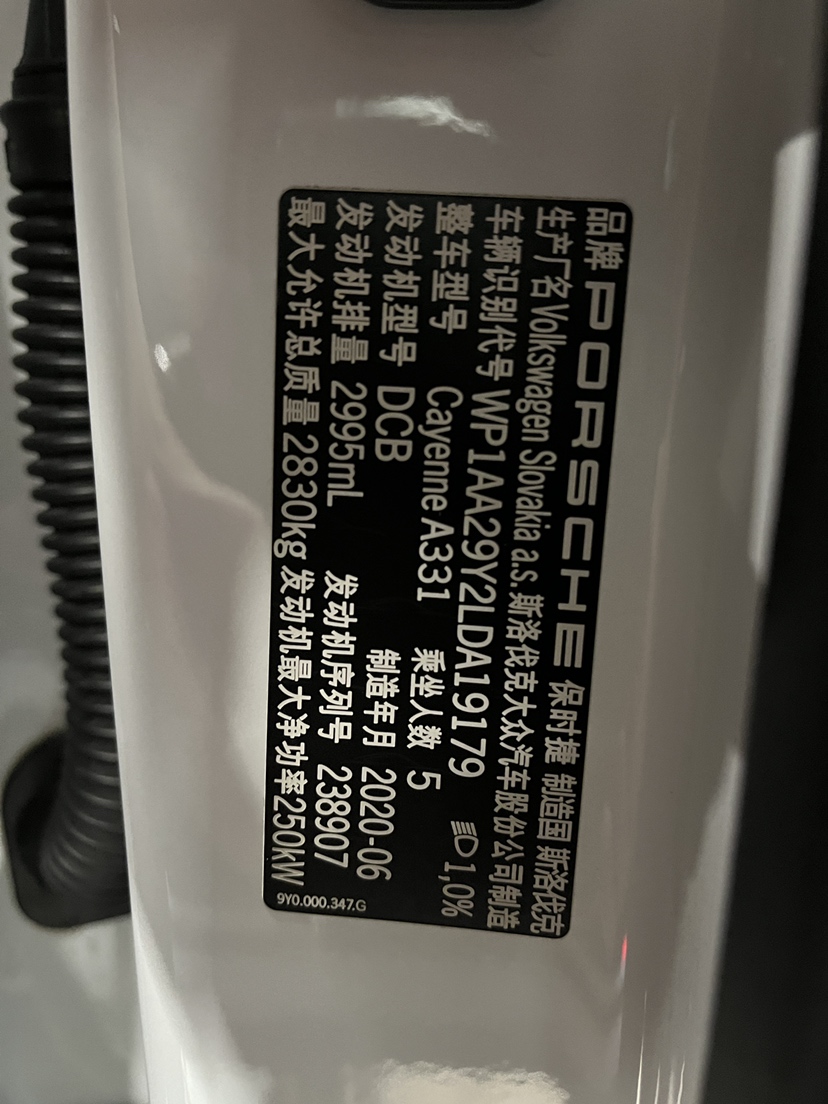 品牌 PORSCHE 保时捷 制造国 斯洛伐克
生产厂名 Volkswagen Slovakia a.s. 斯洛伐克大众汽车股份公司制造
车辆识别代号 WP1AA29Y2LDA19179
整车型号 Cayenne A331 乘坐人数 5 1,0%
发动机型号 DCB 制造年月 2020-06
发动机排量 2995mL 发动机序列号 238907
最大允许总质量 2830kg 发动机最大净功率250kW
9Y0.000.347.G